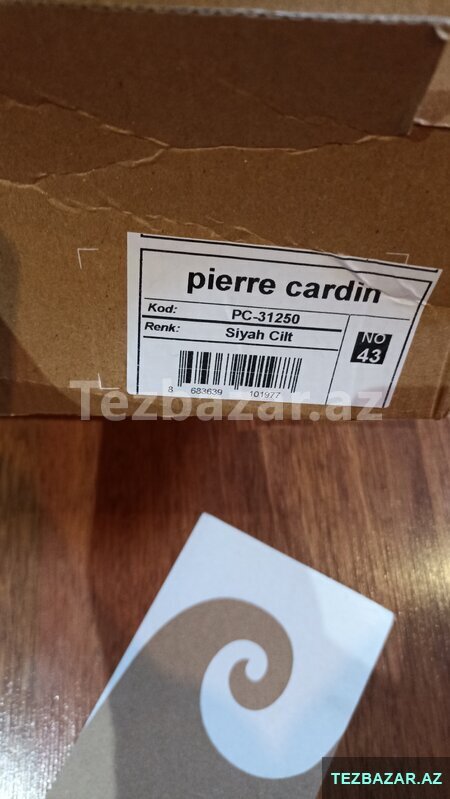 pierre cardin
Kod: PC-31250
Renk: Siyah Cilt
NO
43
8 683639 101977
Tezbazar.az
TEZBAZAR.AZ